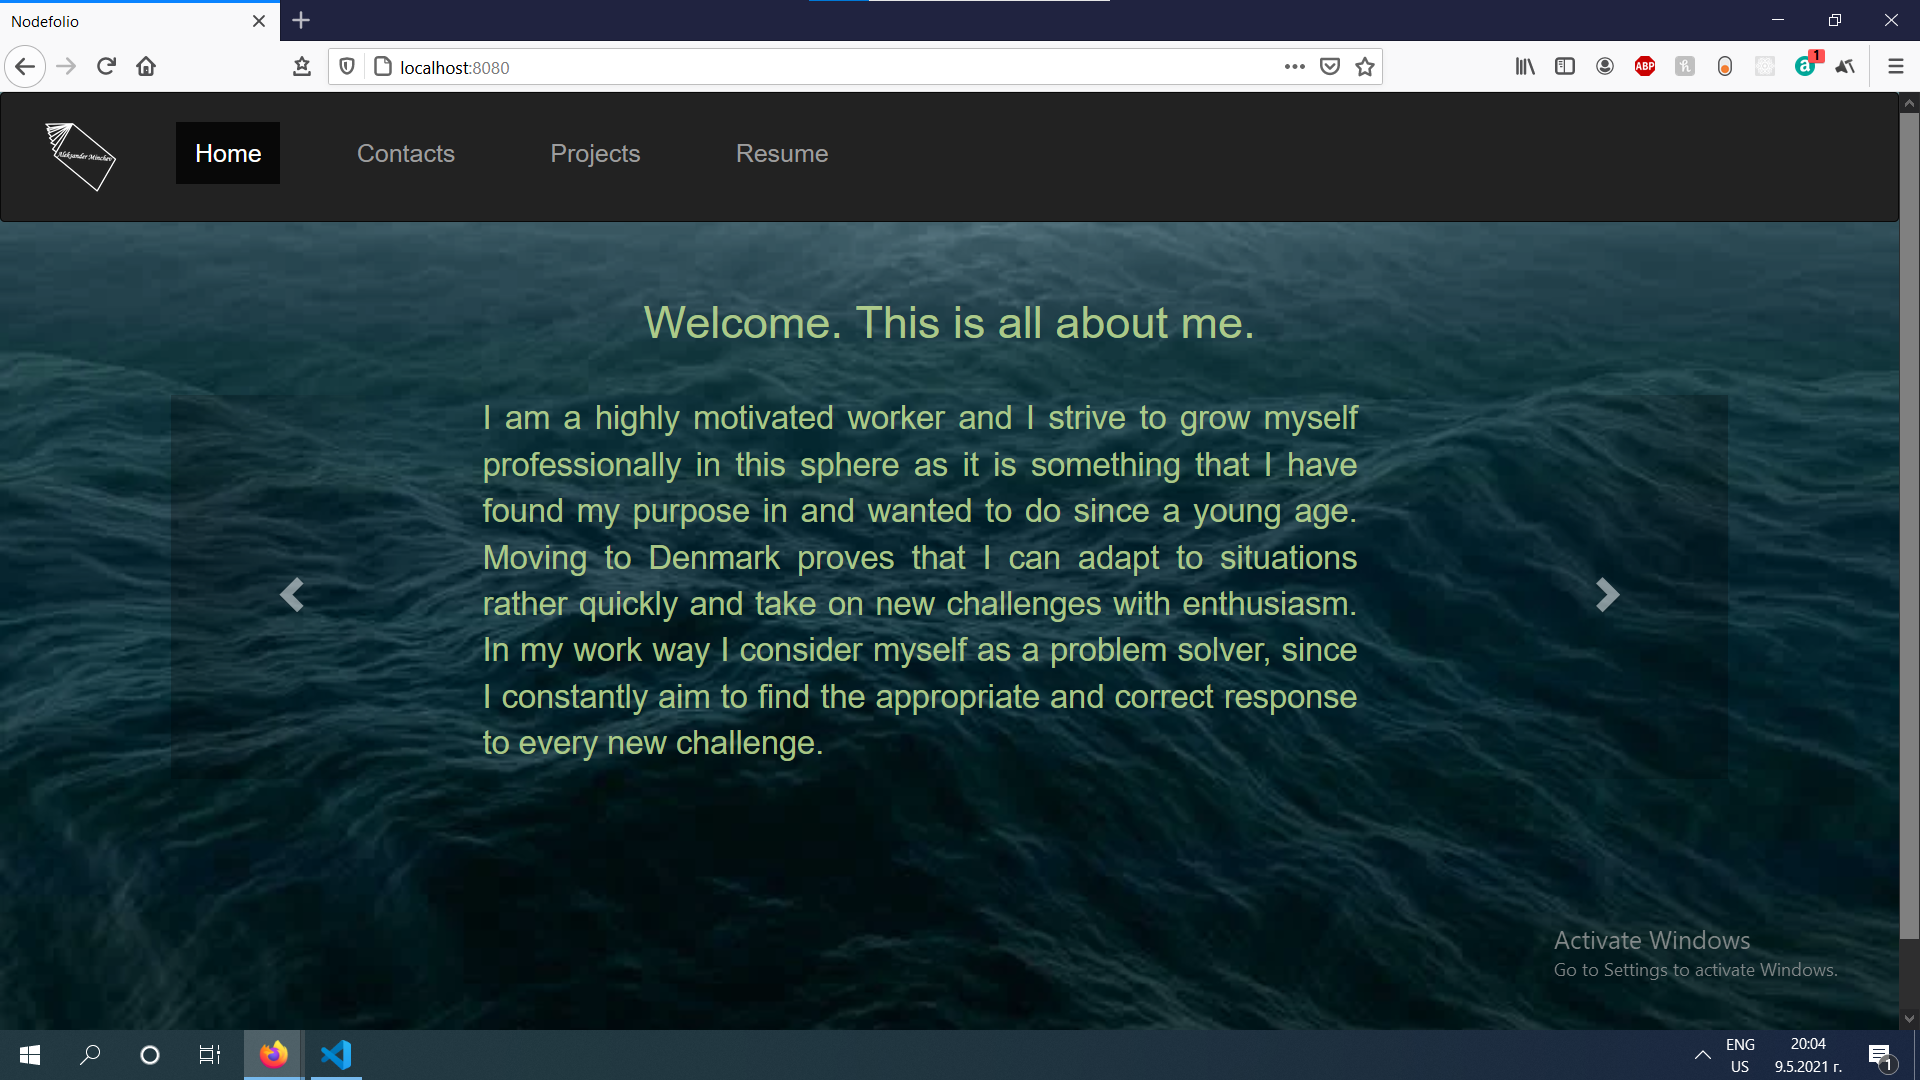 Nodefolio
localhost:8080
ABP
1
Aleksander Minchev
Home
Contacts
Projects
Resume
Welcome. This is all about me.
I am a highly motivated worker and I strive to grow myself
professionally in this sphere as it is something that I have
found my purpose in and wanted to do since a young age.
Moving to Denmark proves that I can adapt to situations
rather quickly and take on new challenges with enthusiasm.
In my work way I consider myself as a problem solver, since
I constantly aim to find the appropriate and correct response
to every new challenge.
Activate Windows
Go to Settings to activate Windows.
ENG
US
20:04
9.5.2021 г.
1